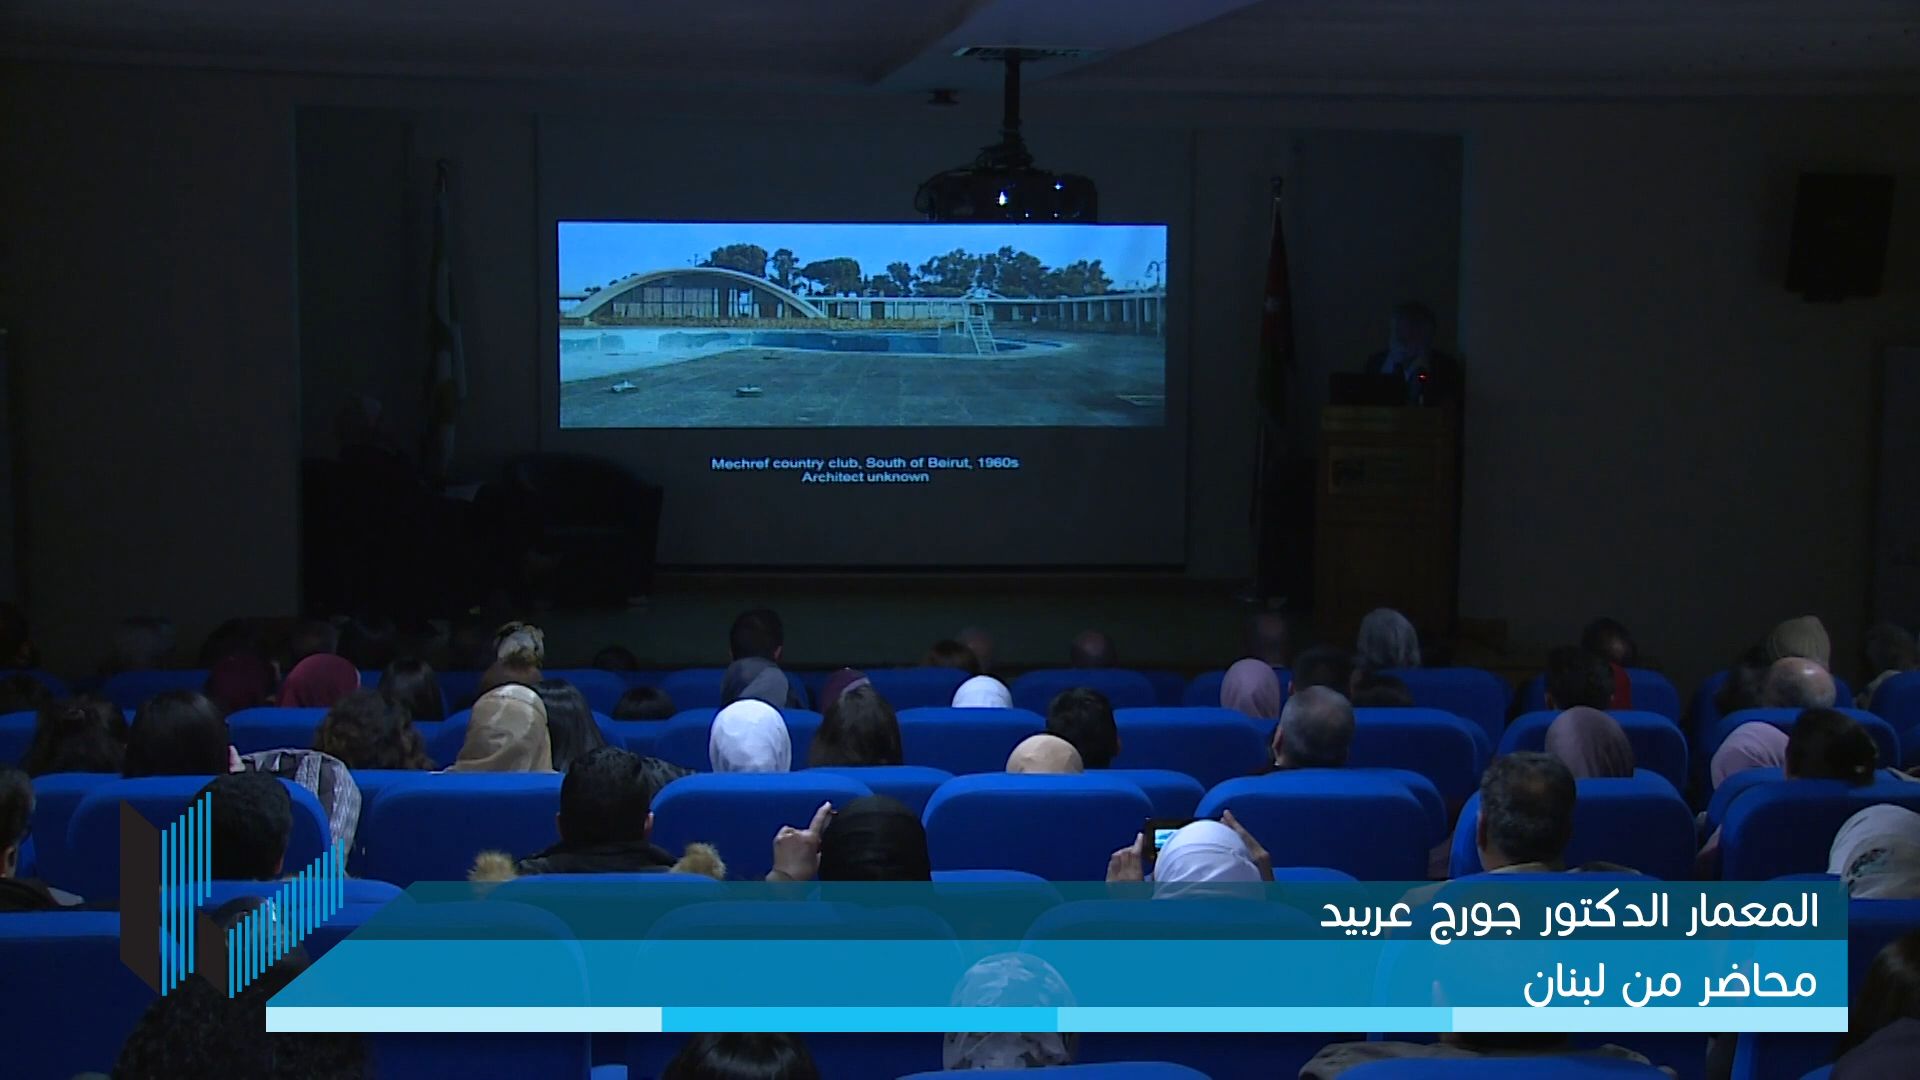 Mechref country club, South of Beirut, 1960s
Architect unknown
المعمار الدكتور جورج عربيد
محاضر من لبنان